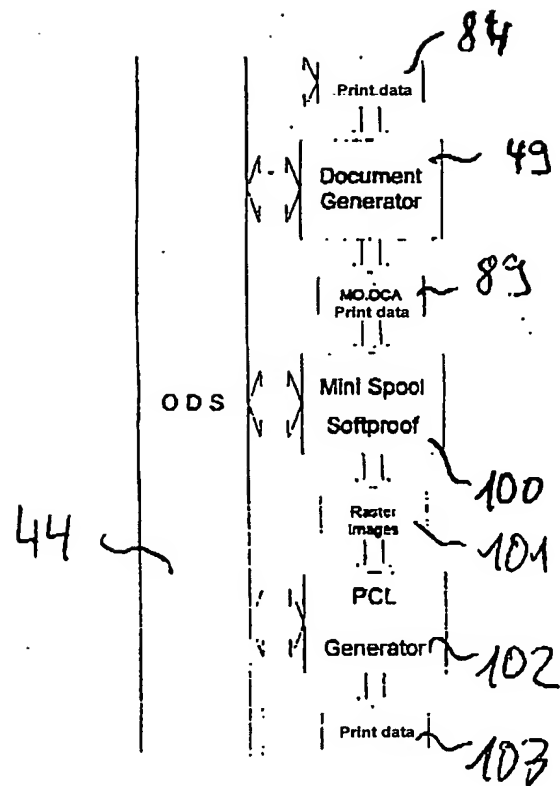 84
Print data
49
Document
Generator
89
MO:DCA
Print data
ODS
Mini Spool
Softproof
100
Raster
Images
101
44
PCL
Generator
102
Print data
103